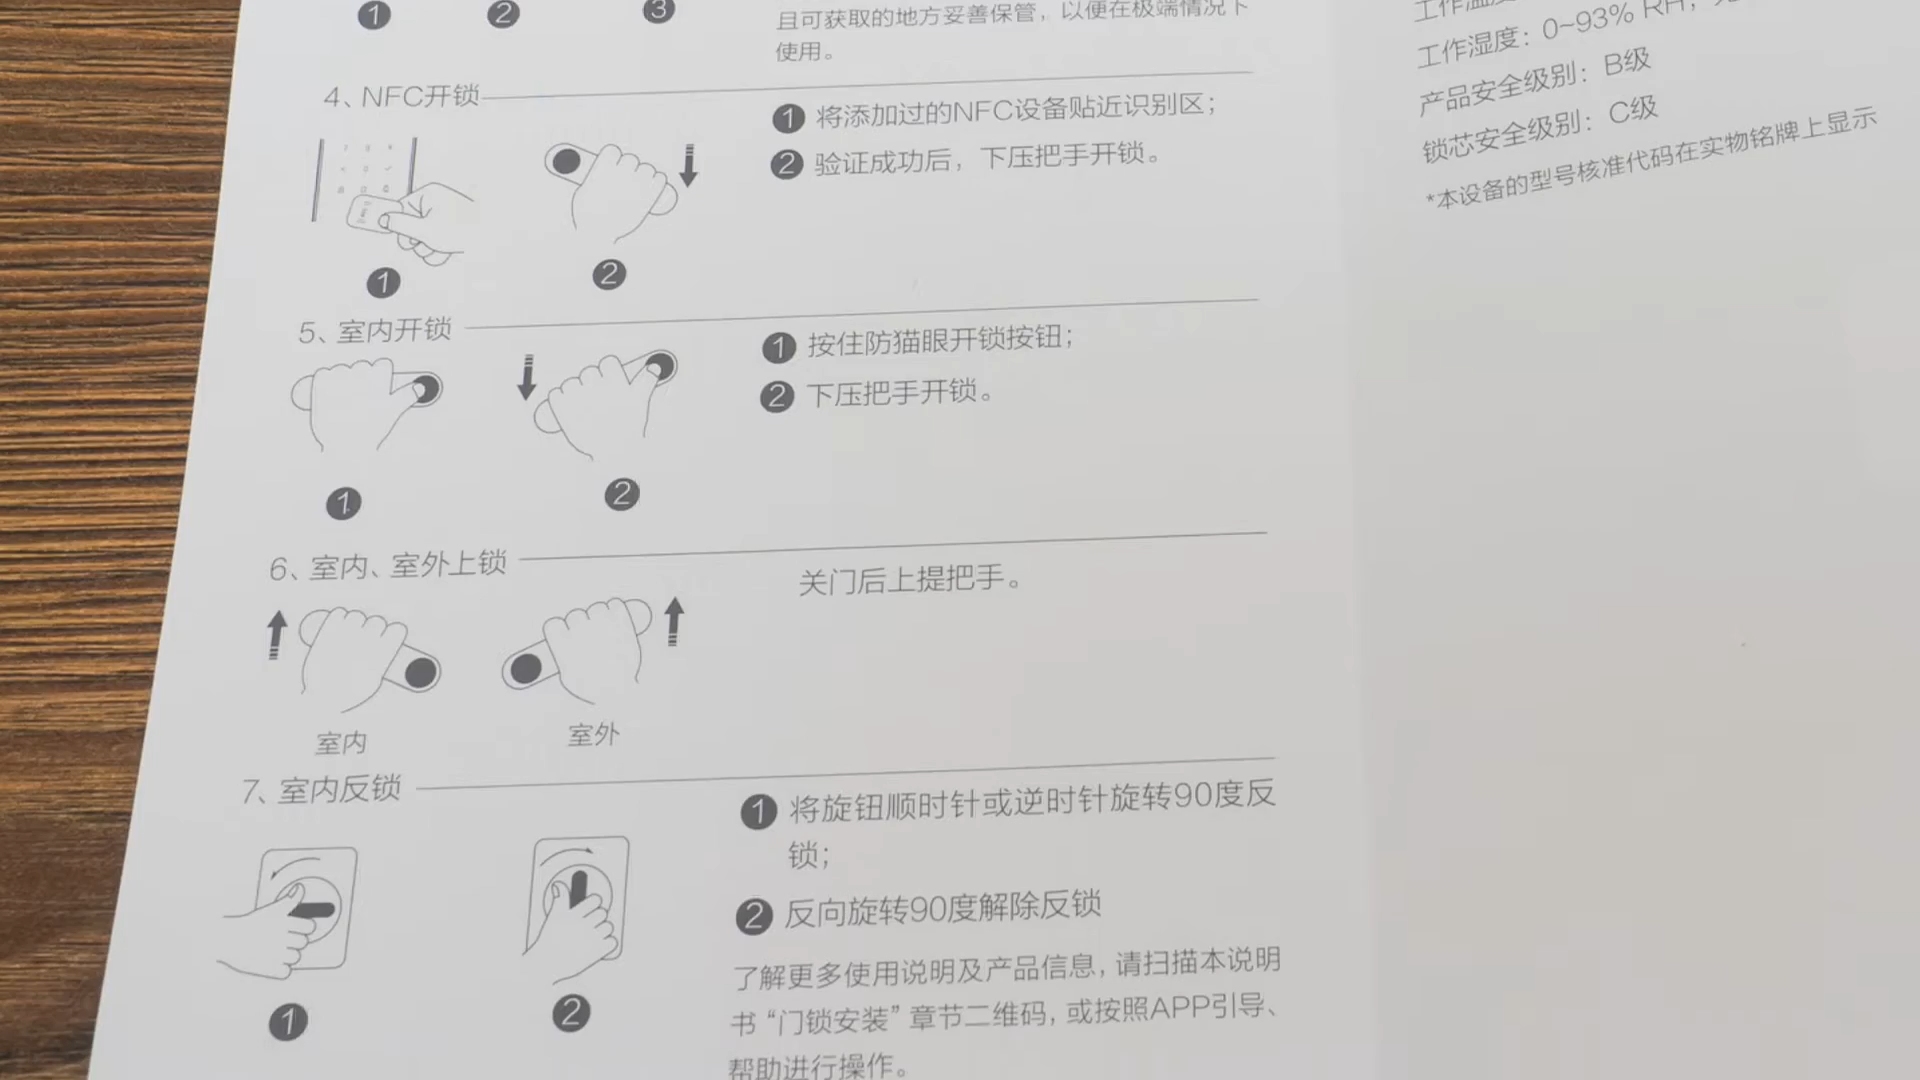 1 2 3
且可获取的地方妥善保管，以便在极端情况下
使用。
4、NFC开锁
1 将添加过的NFC设备贴近识别区；
2 验证成功后，下压把手开锁。
1 2
5、室内开锁
1 按住防猫眼开锁按钮；
2 下压把手开锁。
1 2
6、室内、室外上锁
关门后上提把手。
室内 室外
7、室内反锁
1 将旋钮顺时针或逆时针旋转90度反
锁；
2 反向旋转90度解除反锁
1 2
了解更多使用说明及产品信息，请扫描本说明
书“门锁安装”章节二维码，或按照APP引导、
帮助进行操作。
工作温度
工作湿度：0~93% RH，
产品安全级别：B级
锁芯安全级别：C级
*本设备的型号核准代码在实物铭牌上显示